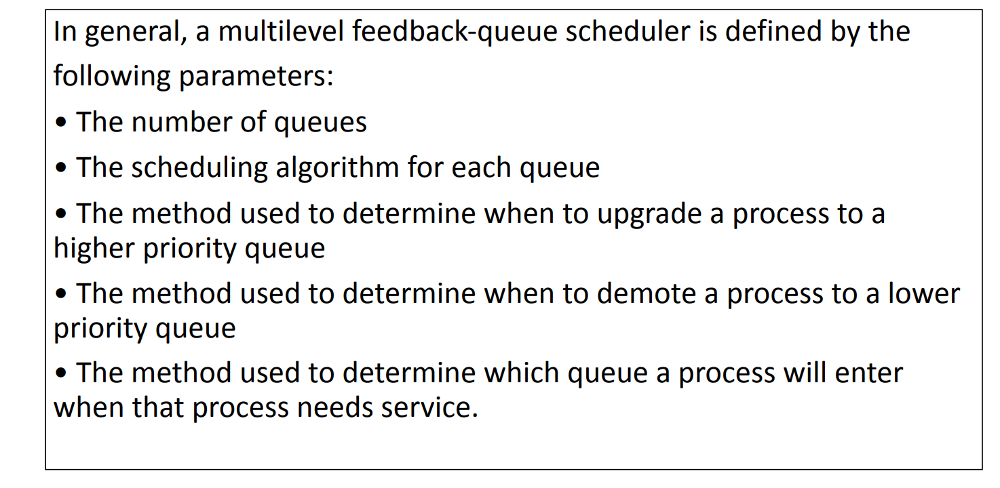 In general, a multilevel feedback-queue scheduler is defined by the
following parameters:
• The number of queues
• The scheduling algorithm for each queue
• The method used to determine when to upgrade a process to a
higher priority queue
• The method used to determine when to demote a process to a lower
priority queue
• The method used to determine which queue a process will enter
when that process needs service.